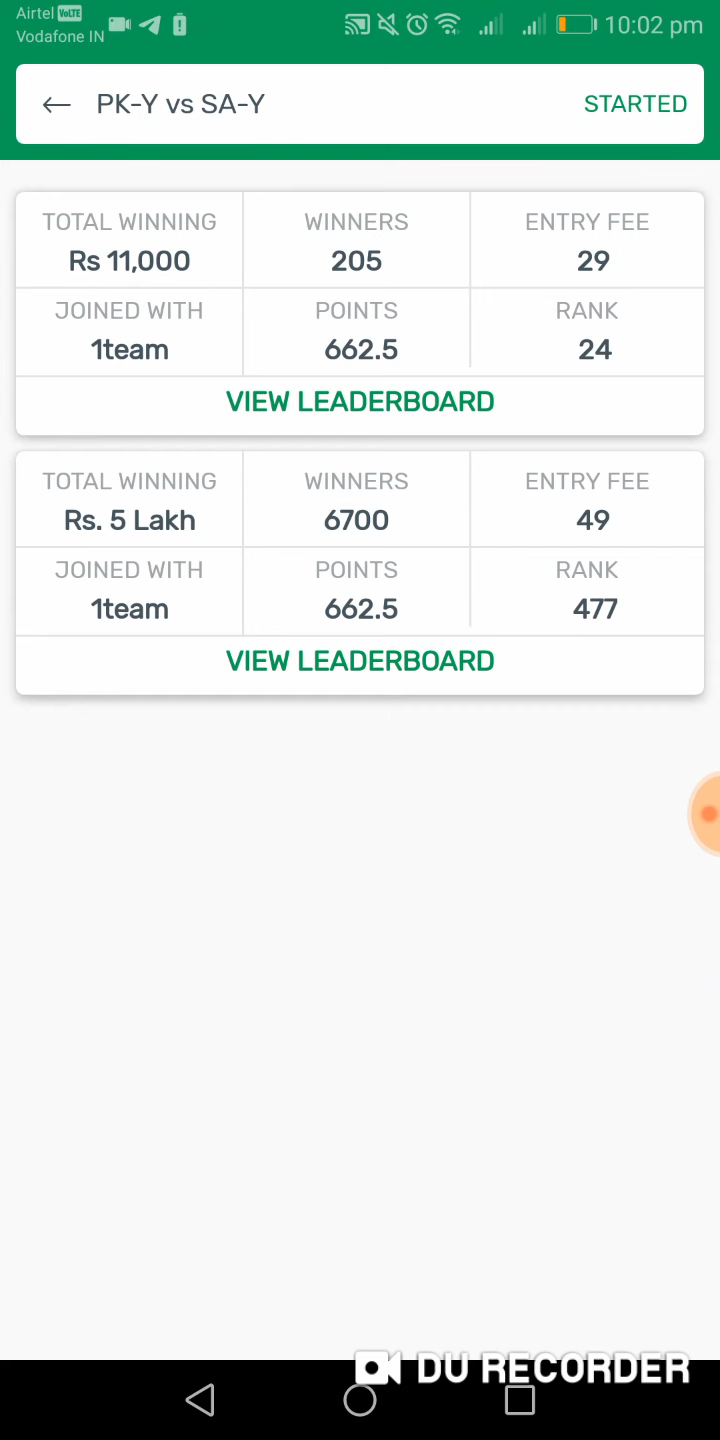 Airtel VoLTE
Vodafone IN
10:02 pm
PK-Y vs SA-Y STARTED
TOTAL WINNING WINNERS ENTRY FEE
Rs 11,000 205 29
JOINED WITH POINTS RANK
1team 662.5 24
VIEW LEADERBOARD
TOTAL WINNING WINNERS ENTRY FEE
Rs. 5 Lakh 6700 49
JOINED WITH POINTS RANK
1team 662.5 477
VIEW LEADERBOARD
DU RECORDER